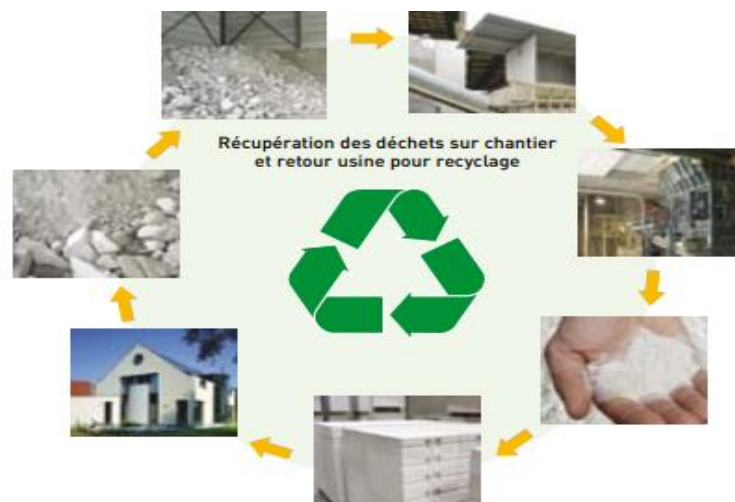 Récupération des déchets sur chantier
et retour usine pour recyclage